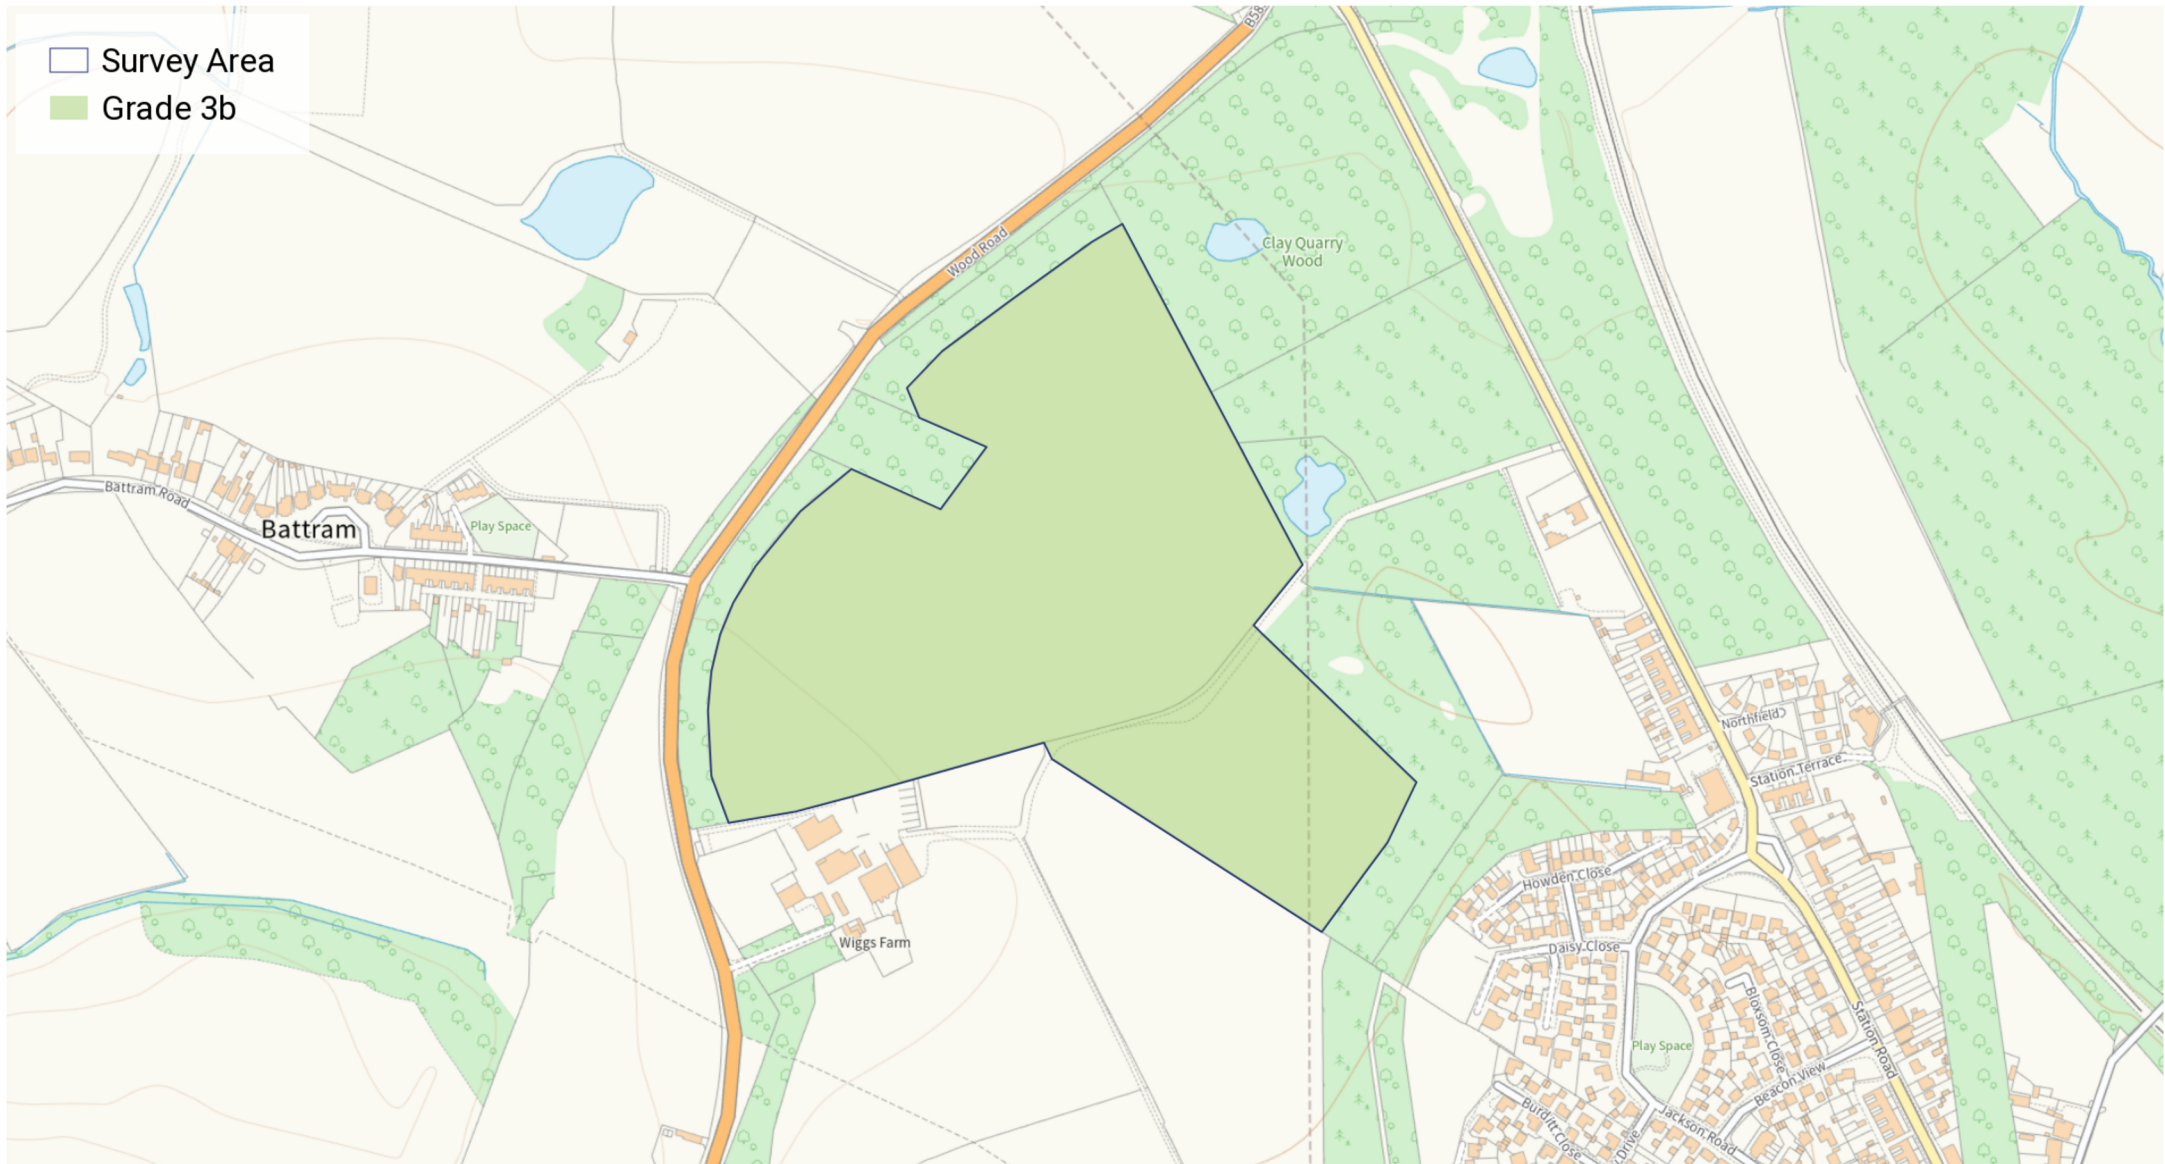 Survey Area
Grade 3b
B58
Wood Road
Clay Quarry
Wood
Battram Road
Battram
Play Space
Northfield
Station Terrace
Howden Close
Daisy Close
Wiggs Farm
Bloxsom Close
Station Road
Play Space
Beacon View
Burditt Close
Drive
Jackson Road